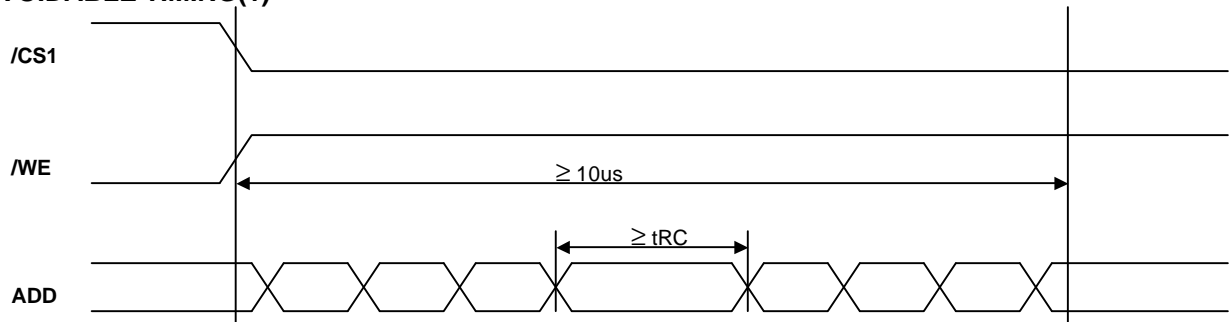 /CS1
/WE
≥ 10us
≥ tRC
ADD